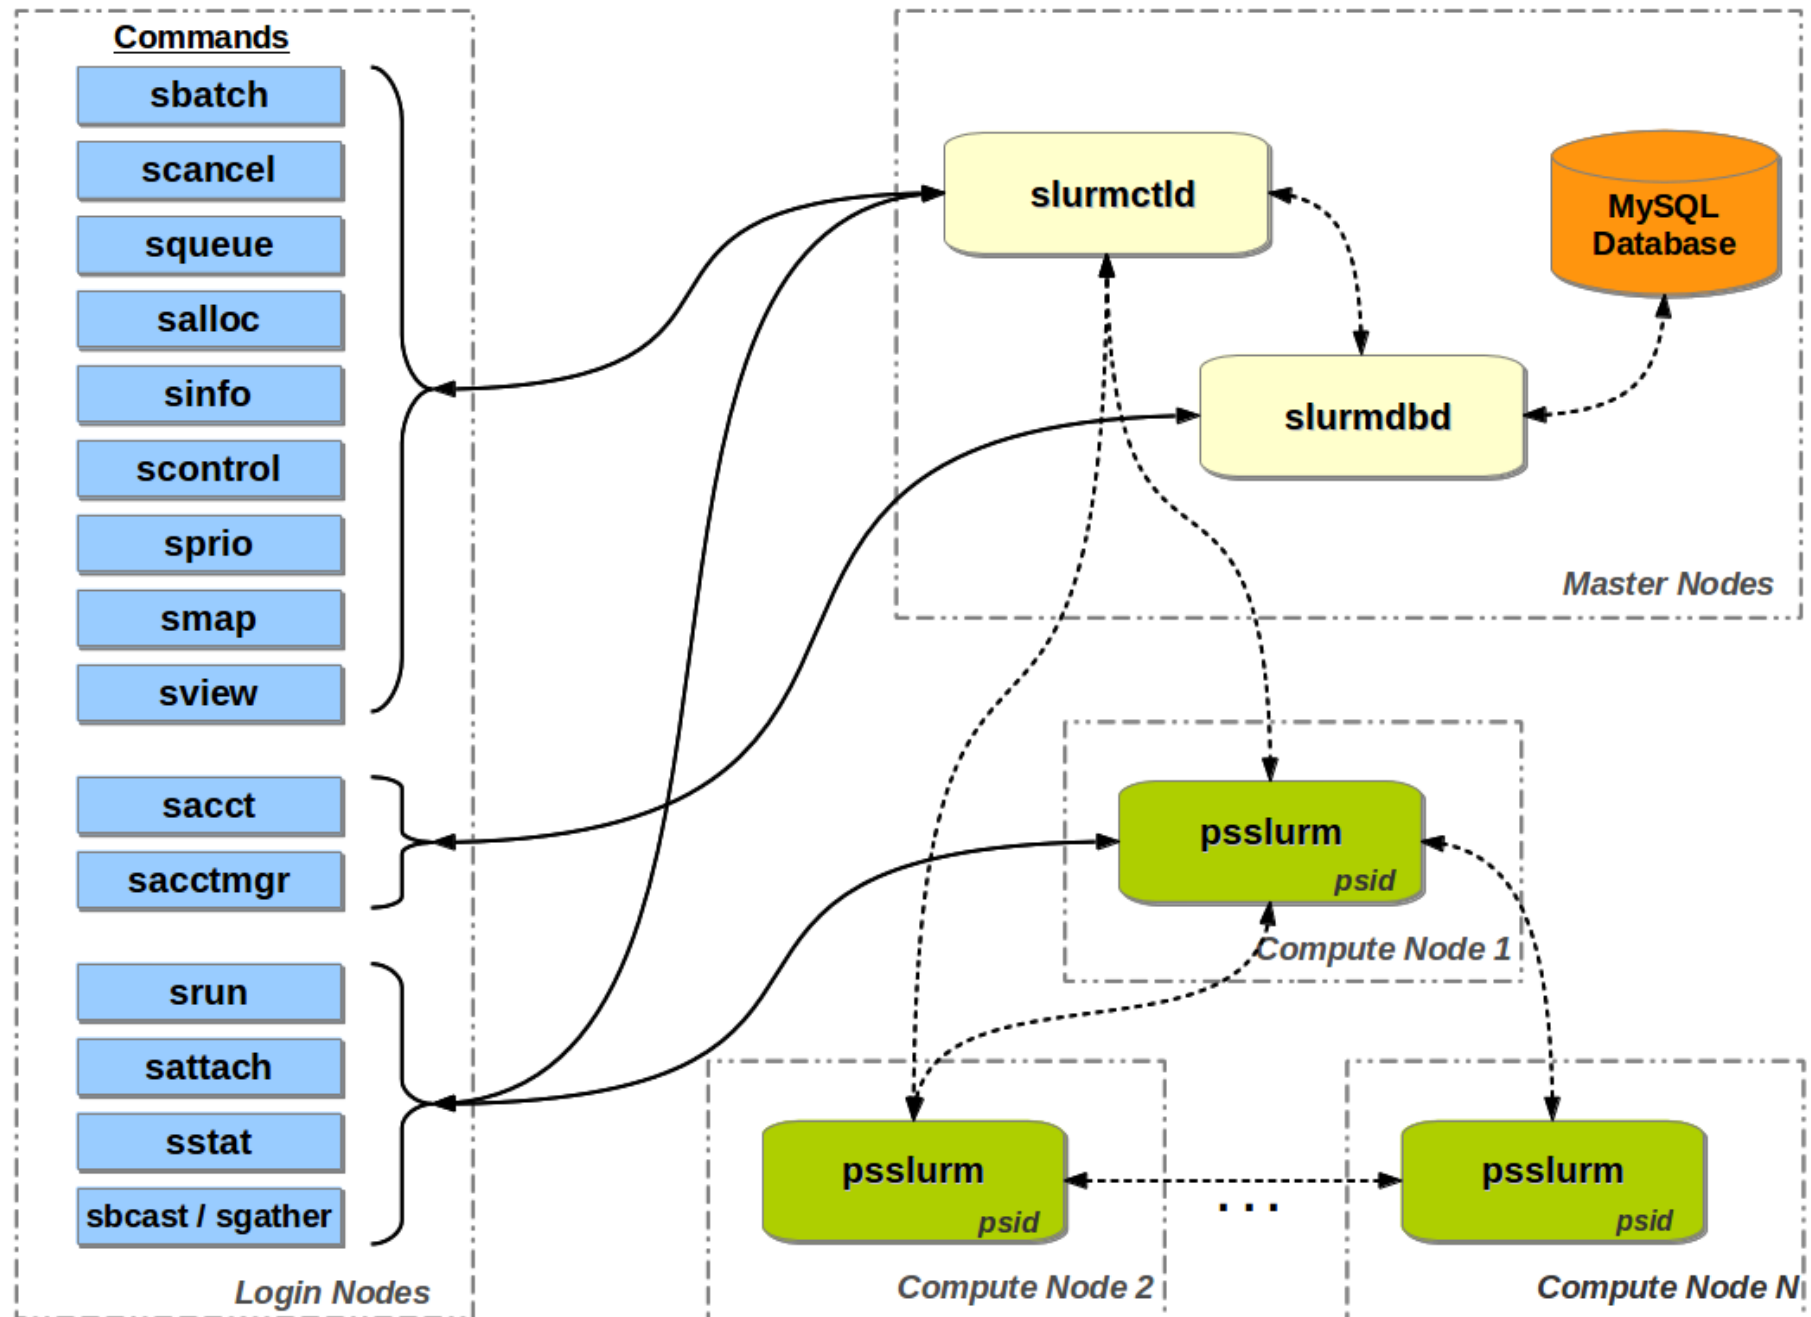 Commands
sbatch
scancel
squeue
salloc
sinfo
scontrol
sprio
smap
sview
sacct
sacctmgr
srun
sattach
sstat
sbcast / sgather
Login Nodes
slurmctld
MySQL
Database
slurmdbd
Master Nodes
psslurm
psid
Compute Node 1
psslurm
psid
Compute Node 2
. . .
psslurm
psid
Compute Node N